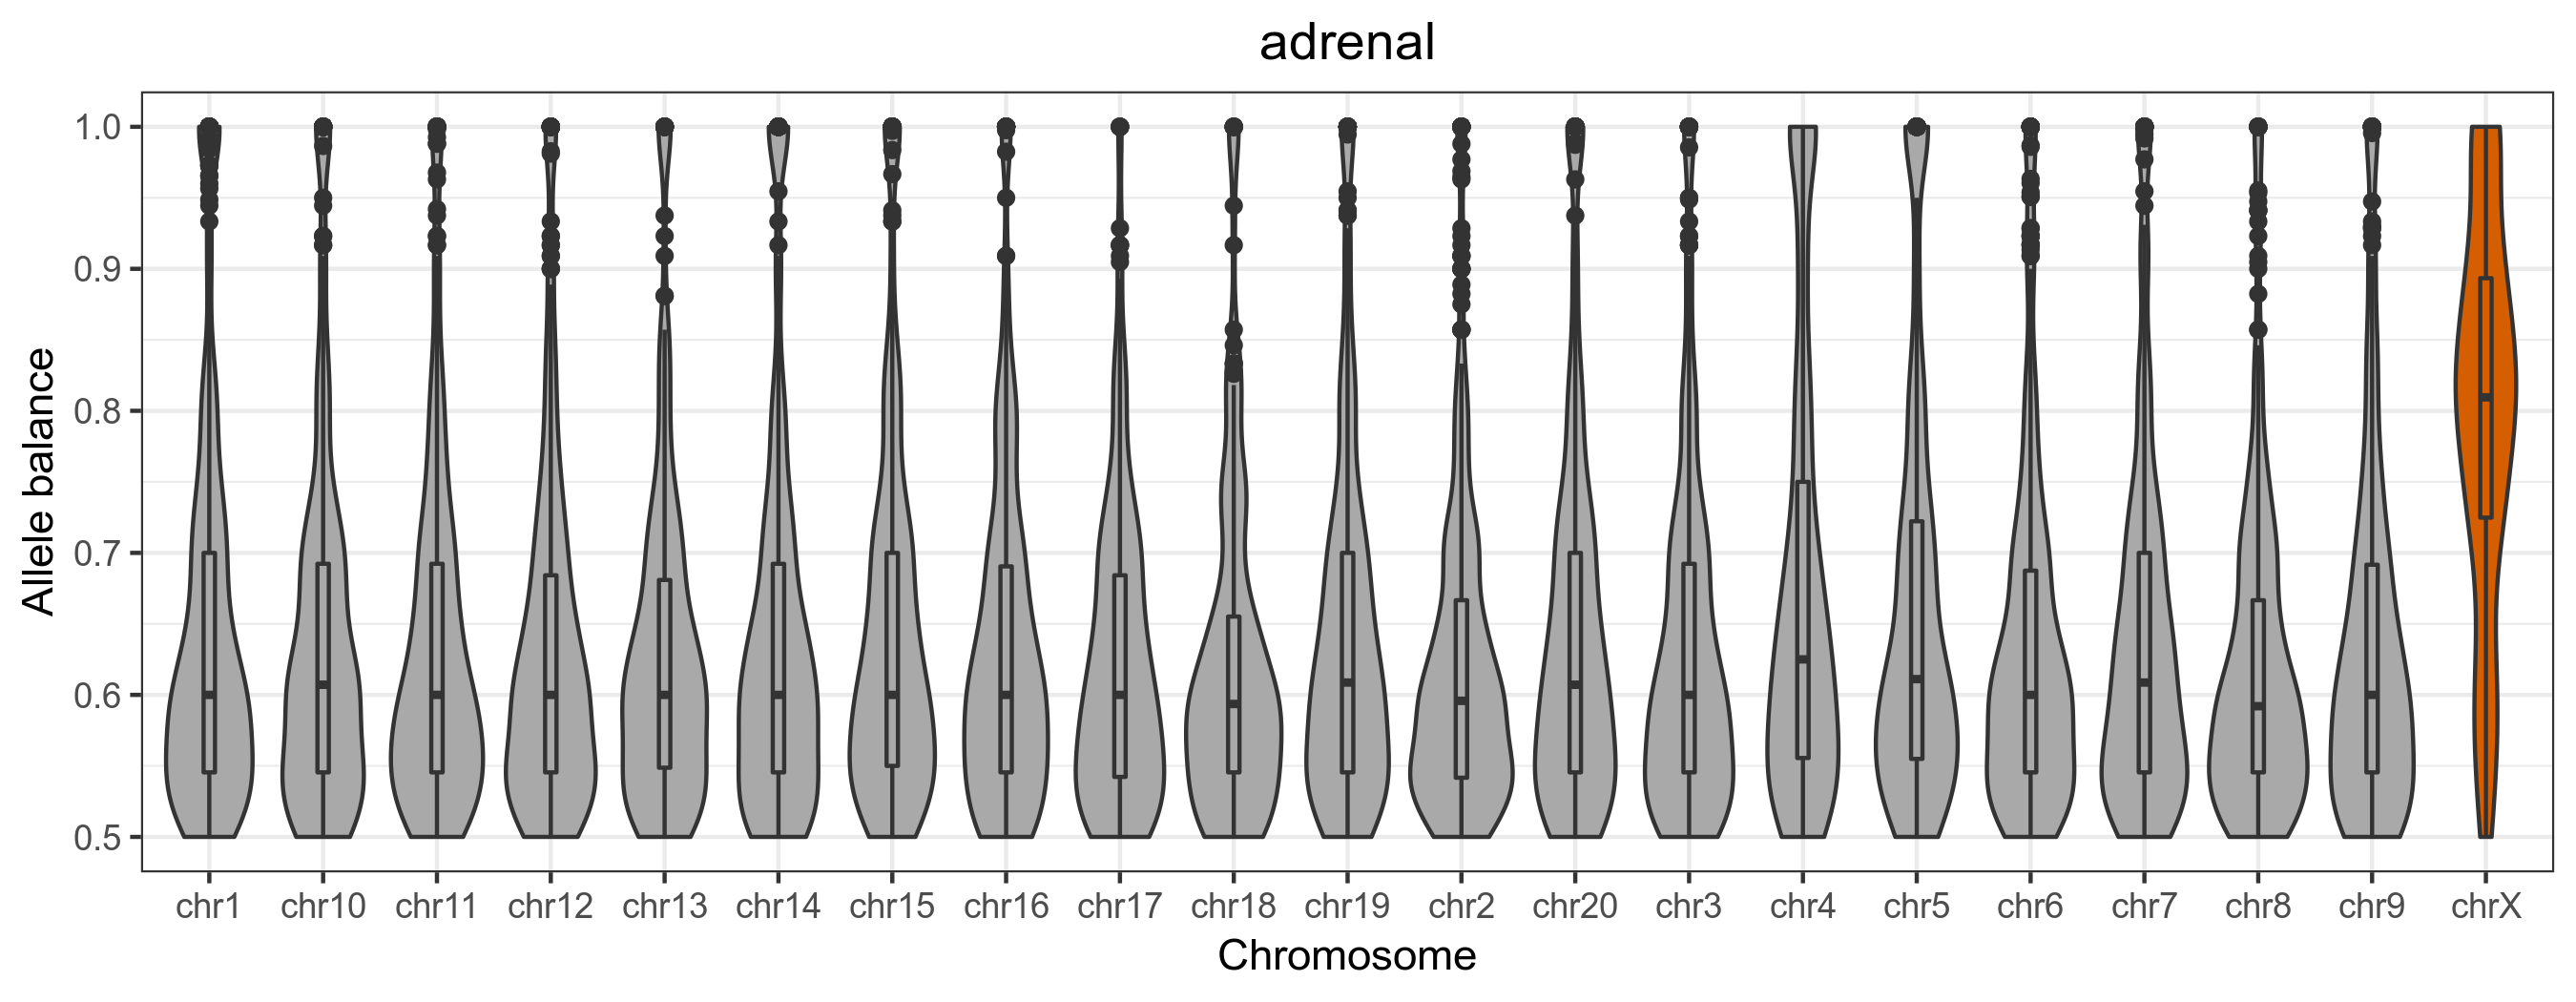 adrenal
Allele balance
1.0
0.9
0.8
0.7
0.6
0.5
chr1 chr10 chr11 chr12 chr13 chr14 chr15 chr16 chr17 chr18 chr19 chr2 chr20 chr3 chr4 chr5 chr6 chr7 chr8 chr9 chrX
Chromosome